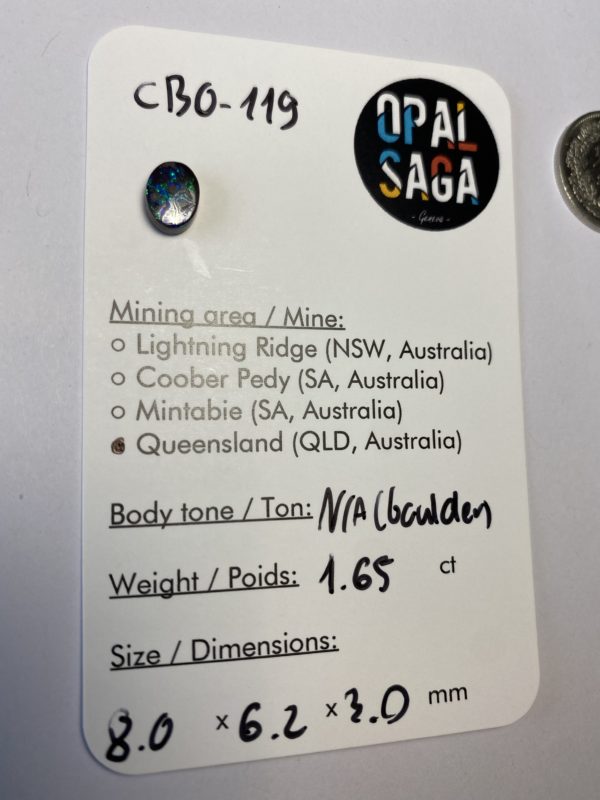 CBO-119
OPAL
SAGA
- Geneva -
Mining area / Mine:
Lightning Ridge (NSW, Australia)
Coober Pedy (SA, Australia)
Mintabie (SA, Australia)
Queensland (QLD, Australia)
Body tone / Ton: N/A (boulder)
Weight / Poids: 1.65 ct
Size / Dimensions:
8.0 x 6.2 x 3.0 mm